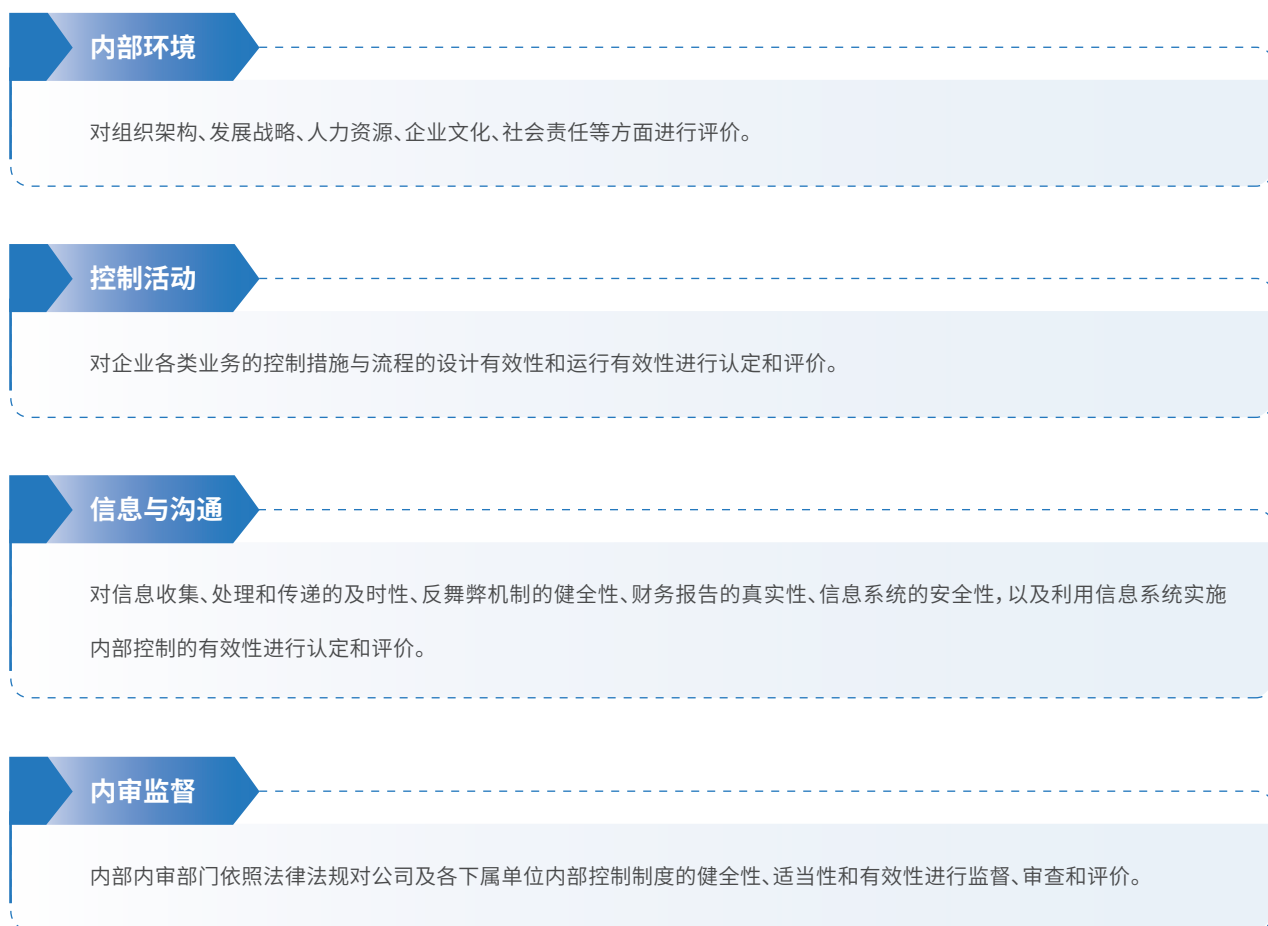 内部环境
对组织架构、发展战略、人力资源、企业文化、社会责任等方面进行评价。
控制活动
对企业各类业务的控制措施与流程的设计有效性和运行有效性进行认定和评价。
信息与沟通
对信息收集、处理和传递的及时性、反舞弊机制的健全性、财务报告的真实性、信息系统的安全性，以及利用信息系统实施
内部控制的有效性进行认定和评价。
内审监督
内部内审部门依照法律法规对公司及各下属单位内部控制制度的健全性、适当性和有效性进行监督、审查和评价。